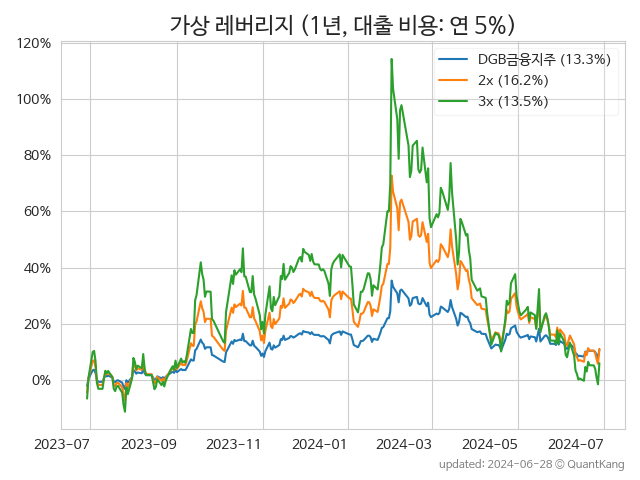 가상 레버리지 (1년, 대출 비용: 연 5%)
120%
100%
80%
60%
40%
20%
0%
DGB금융지주 (13.3%)
2x (16.2%)
3x (13.5%)
2023-07 2023-09 2023-11 2024-01 2024-03 2024-05 2024-07
updated: 2024-06-28 © QuantKang